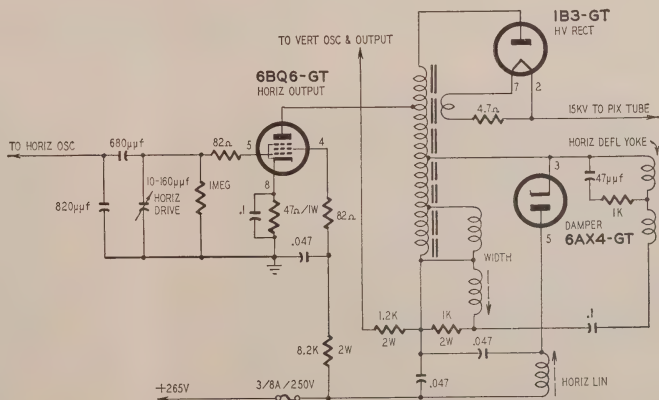 1B3-GT
HV RECT
TO VERT OSC & OUTPUT
6BQ6-GT
HORIZ OUTPUT
7
2
4.7Ω
15KV TO PIX TUBE
TO HORIZ OSC
680μμf
82Ω
5
4
HORIZ DEFL YOKE
3
47μμf
10-160μμf
HORIZ
DRIVE
1MEG
8
820μμf
.1
47Ω/1W
82Ω
1K
DAMPER
6AX4-GT
5
.047
WIDTH
1.2K
2W
1K
2W
.1
8.2K
2W
.047
.047
HORIZ LIN
+265V
3/8A/250V